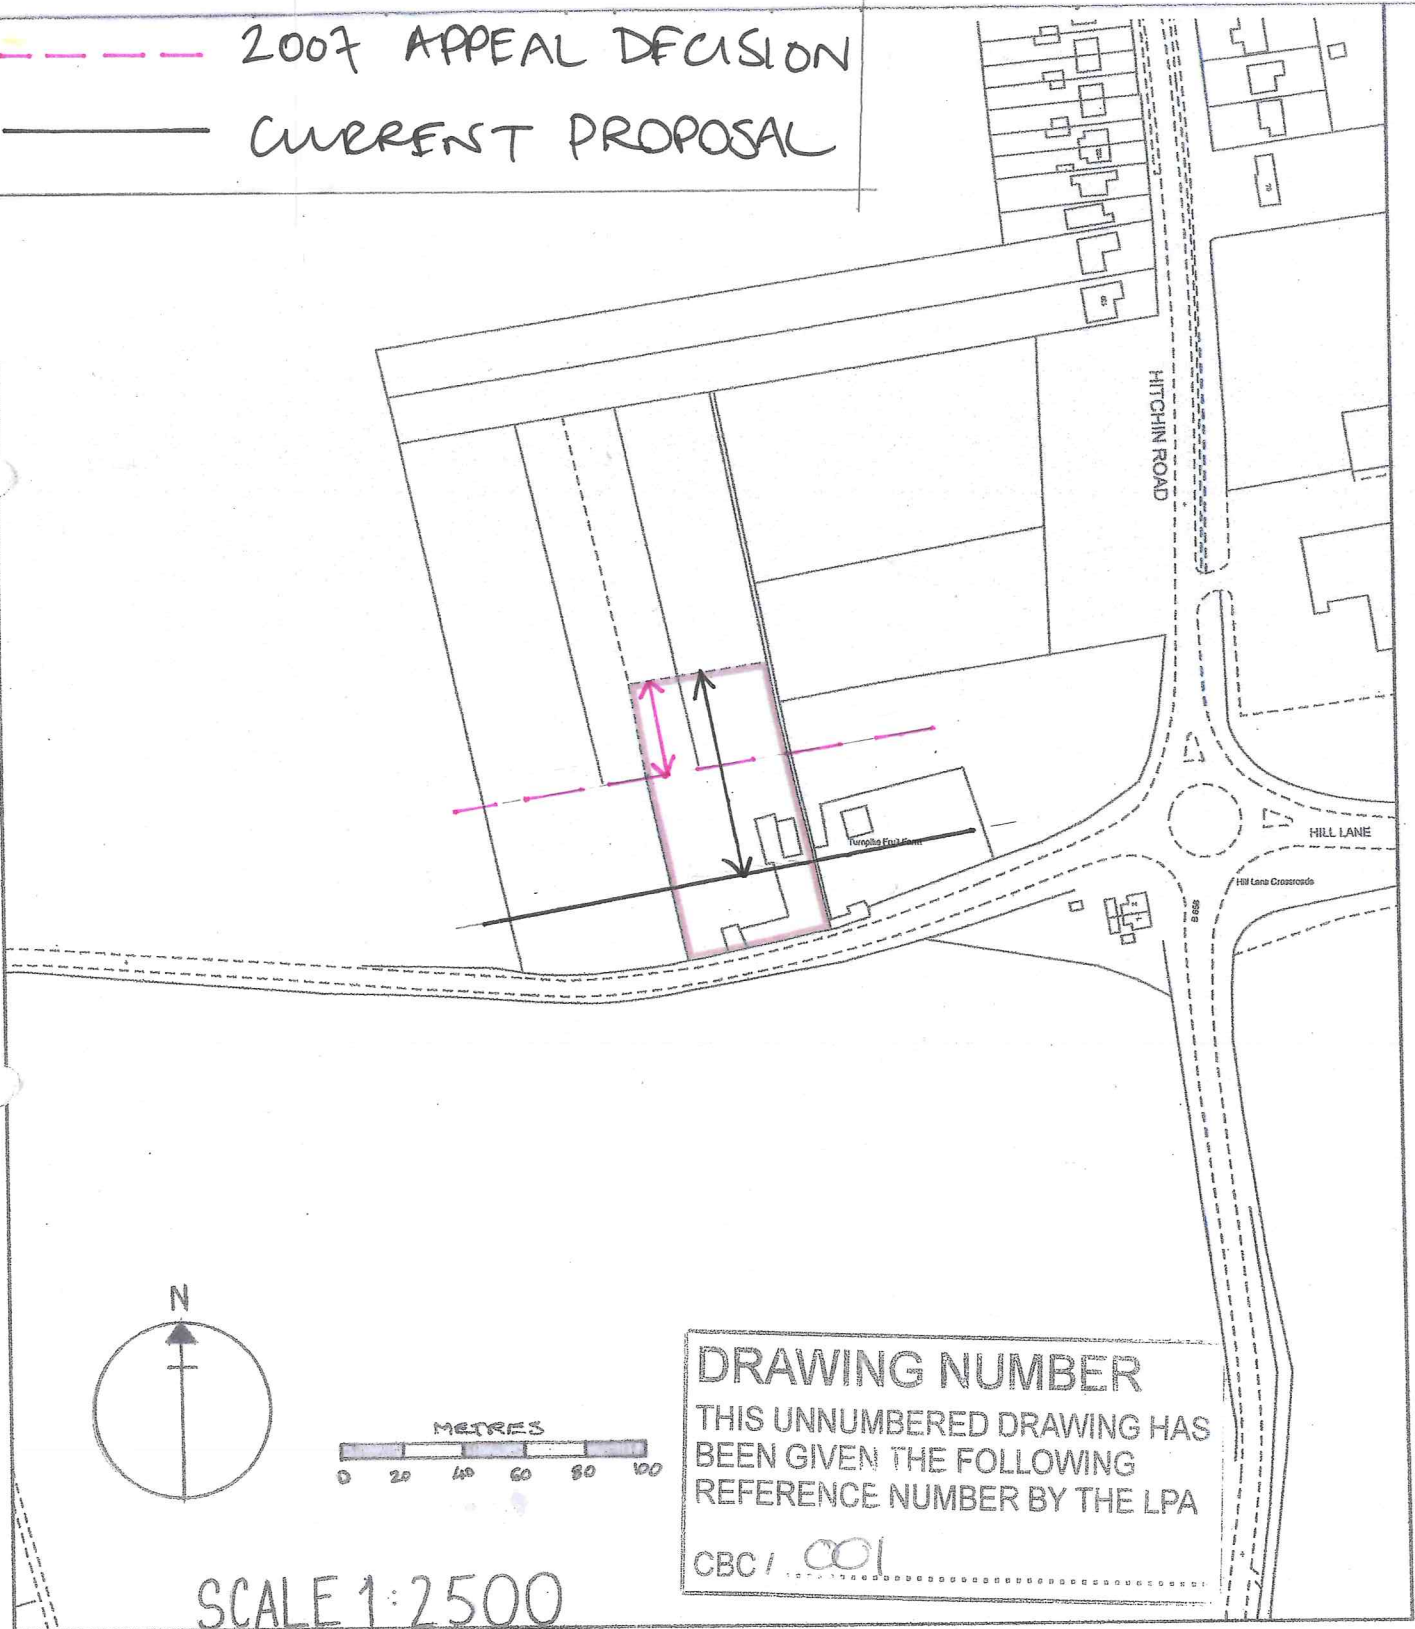 2007 APPEAL DECISION
CURRENT PROPOSAL
HITCHIN ROAD
Turnpike Fruit Farm
HILL LANE
Hill Lane Crossroads
B 658
N
METRES
0 20 40 60 80 100
SCALE 1:2500
DRAWING NUMBER
THIS UNNUMBERED DRAWING HAS
BEEN GIVEN THE FOLLOWING
REFERENCE NUMBER BY THE LPA
CBC / 001